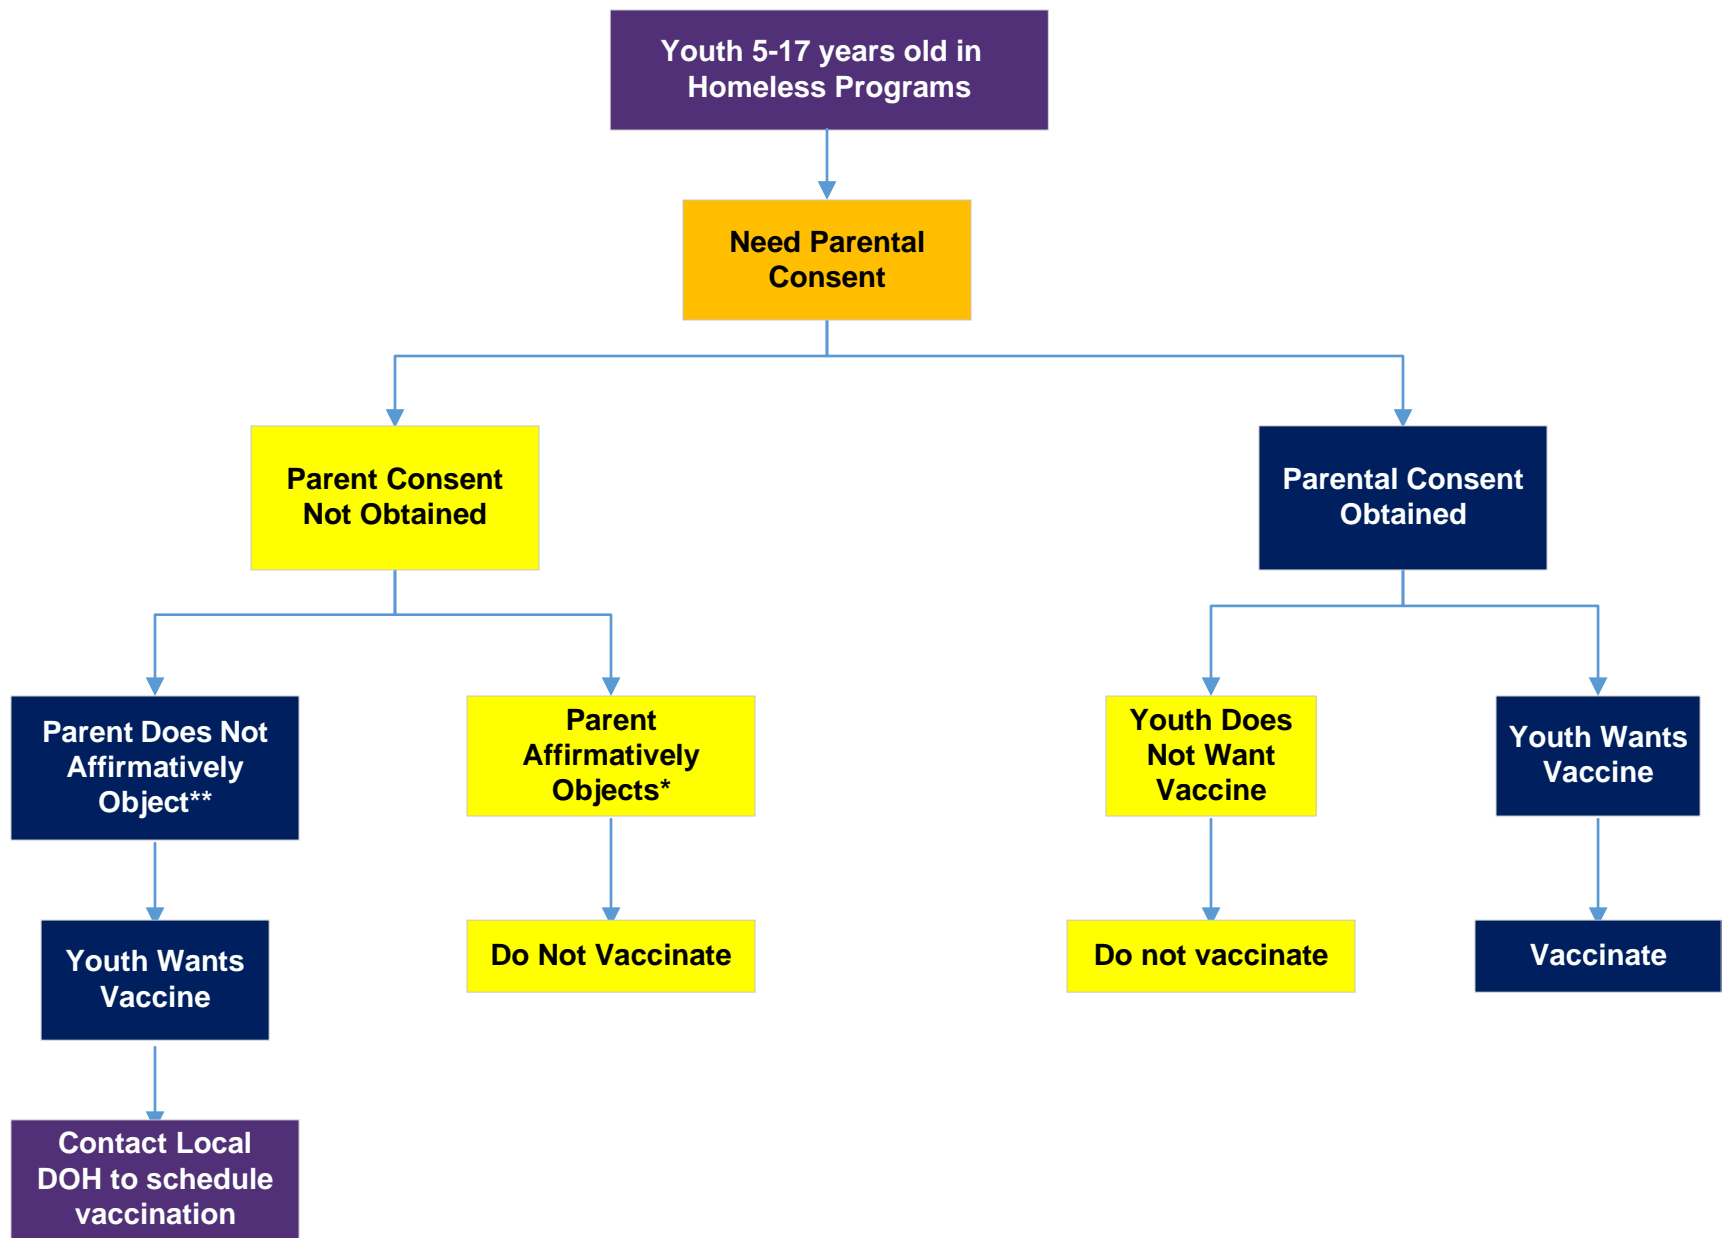 Youth 5-17 years old in
Homeless Programs
Need Parental
Consent
Parent Consent
Not Obtained
Parental Consent
Obtained
Parent Does Not
Affirmatively
Object**
Parent
Affirmatively
Objects*
Youth Does
Not Want
Vaccine
Youth Wants
Vaccine
Youth Wants
Vaccine
Do Not Vaccinate
Do not vaccinate
Vaccinate
Contact Local
DOH to schedule
vaccination